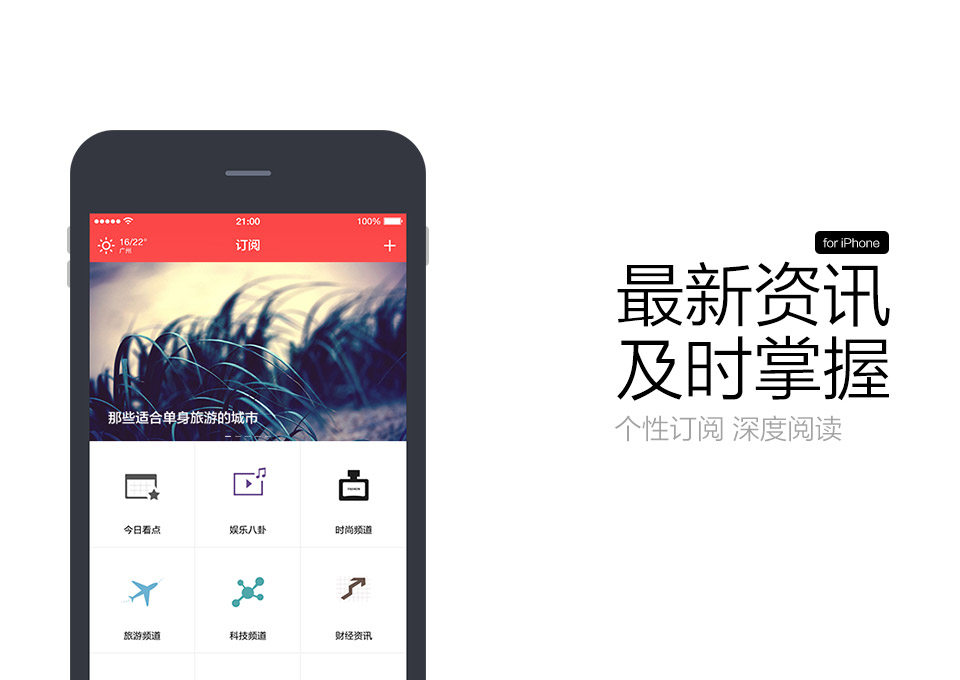 21:00
100%
16/22°
广州
订阅
那些适合单身旅游的城市
今日看点
娱乐八卦
FASHION
时尚频道
旅游频道
科技频道
财经资讯
for iPhone
最新资讯
及时掌握
个性订阅 深度阅读